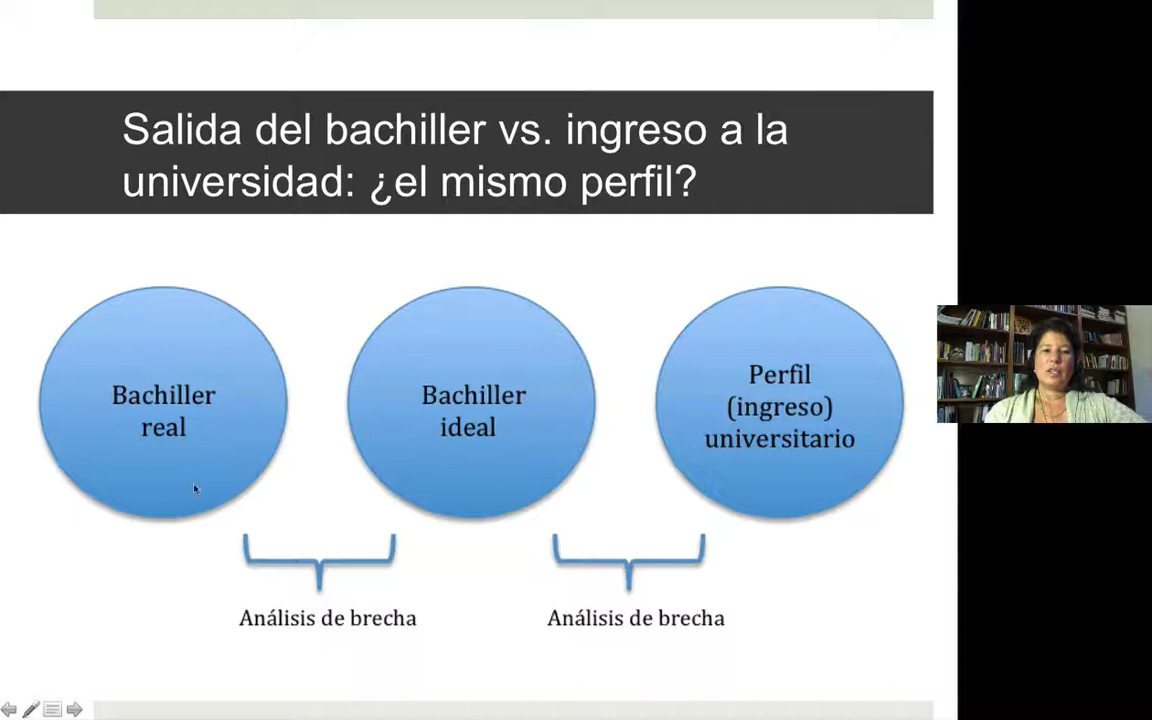 Salida del bachiller vs. ingreso a la
universidad: ¿el mismo perfil?
Bachiller
real
Bachiller
ideal
Perfil
(ingreso)
universitario
Análisis de brecha
Análisis de brecha